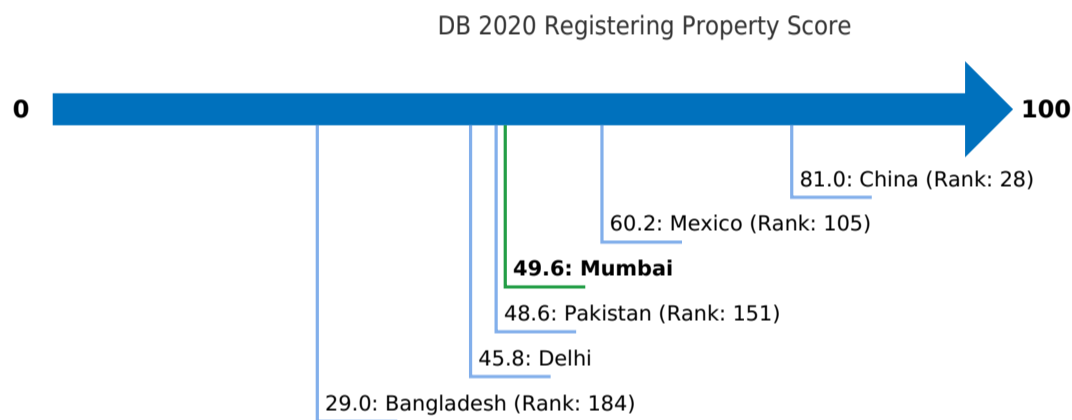 DB 2020 Registering Property Score
0
100
81.0: China (Rank: 28)
60.2: Mexico (Rank: 105)
49.6: Mumbai
48.6: Pakistan (Rank: 151)
45.8: Delhi
29.0: Bangladesh (Rank: 184)